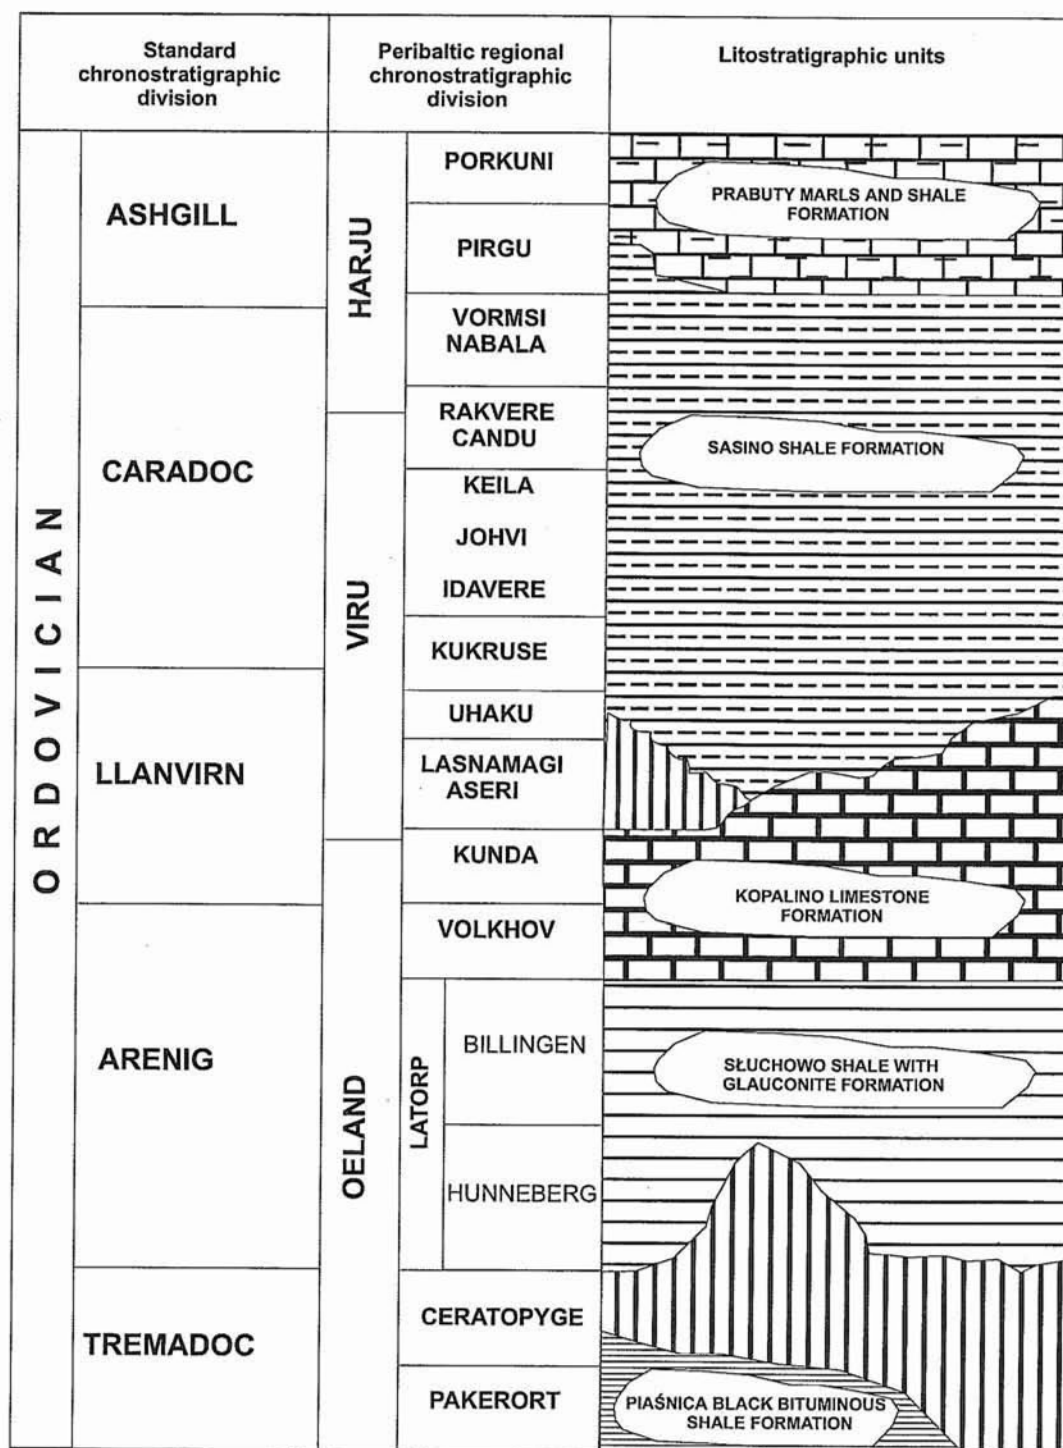 Standard
chronostratigraphic
division
Peribaltic regional
chronostratigraphic
division
Litostratigraphic units
ORDOVICIAN
ASHGILL
CARADOC
LLANVIRN
ARENIG
TREMADOC
HARJU
VIRU
OELAND
PORKUNI
PIRGU
VORMSI
NABALA
RAKVERE
CANDU
KEILA
JOHVI
IDAVERE
KUKRUSE
UHAKU
LASNAMAGI
ASERI
KUNDA
VOLKHOV
LATORP
BILLINGEN
HUNNEBERG
CERATOPYGE
PAKERORT
PRABUTY MARLS AND SHALE
FORMATION
SASINO SHALE FORMATION
KOPALINO LIMESTONE
FORMATION
SŁUCHOWO SHALE WITH
GLAUCONITE FORMATION
PIAŚNICA BLACK BITUMINOUS
SHALE FORMATION